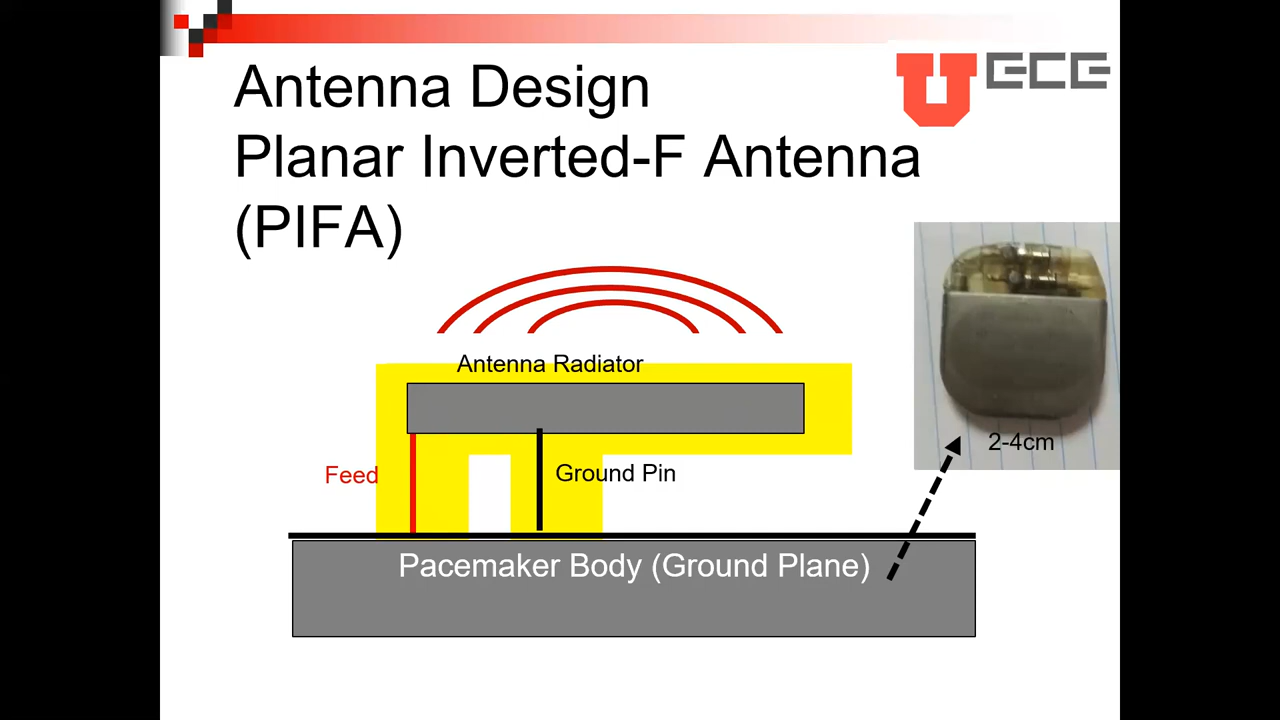 Antenna Design
Planar Inverted-F Antenna
(PIFA)
U ECE
Antenna Radiator
Feed
Ground Pin
2-4cm
Pacemaker Body (Ground Plane)